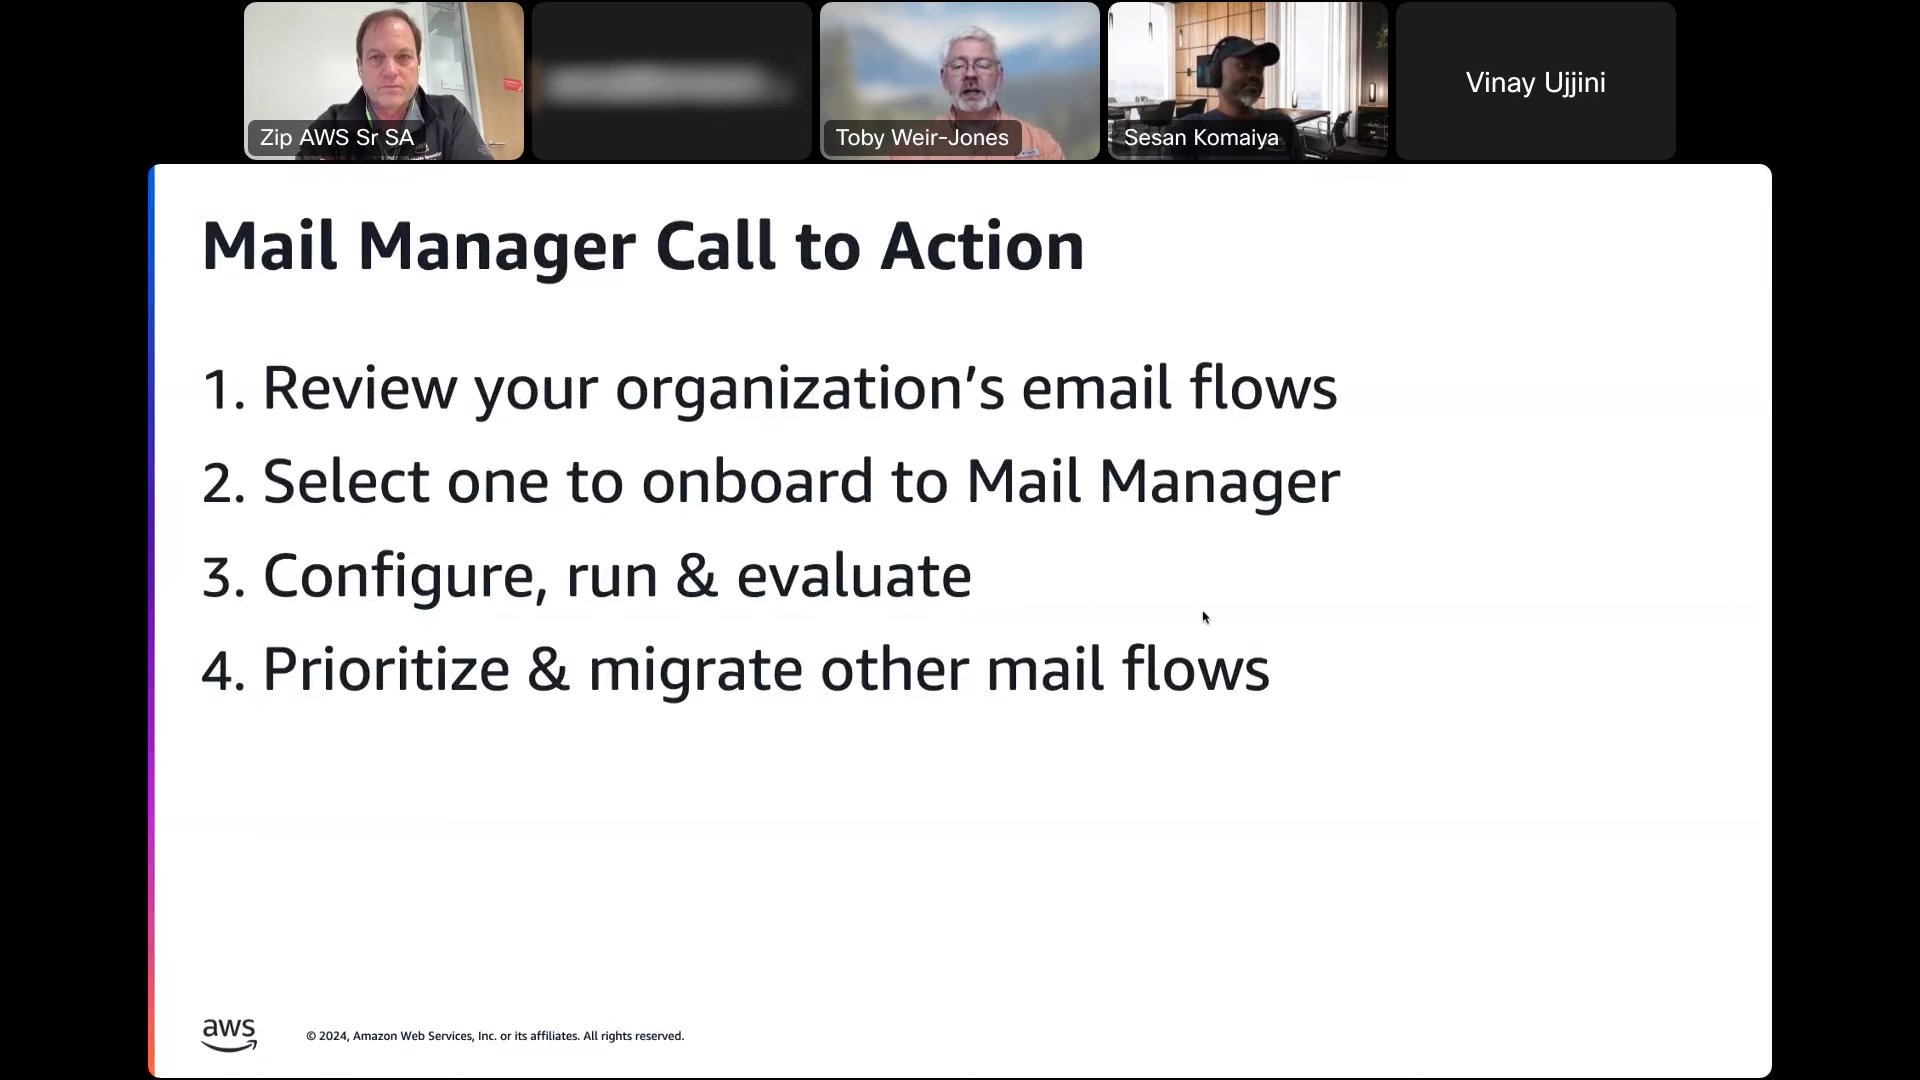 Zip AWS Sr SA
Toby Weir-Jones
Sesan Komaiya
Vinay Ujjini
Mail Manager Call to Action
1. Review your organization’s email flows
2. Select one to onboard to Mail Manager
3. Configure, run & evaluate
4. Prioritize & migrate other mail flows
aws
© 2024, Amazon Web Services, Inc. or its affiliates. All rights reserved.